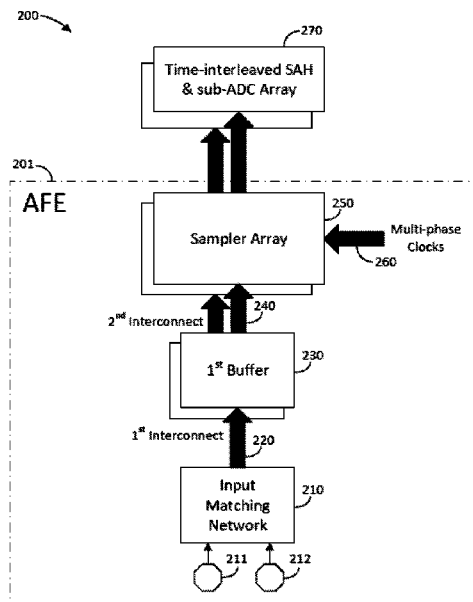 200
270
Time-interleaved SAH
& sub-ADC Array
201
AFE
250
Sampler Array
Multi-phase
Clocks
260
2nd Interconnect
240
230
1st Buffer
1st Interconnect
220
Input
Matching
Network
210
211
212